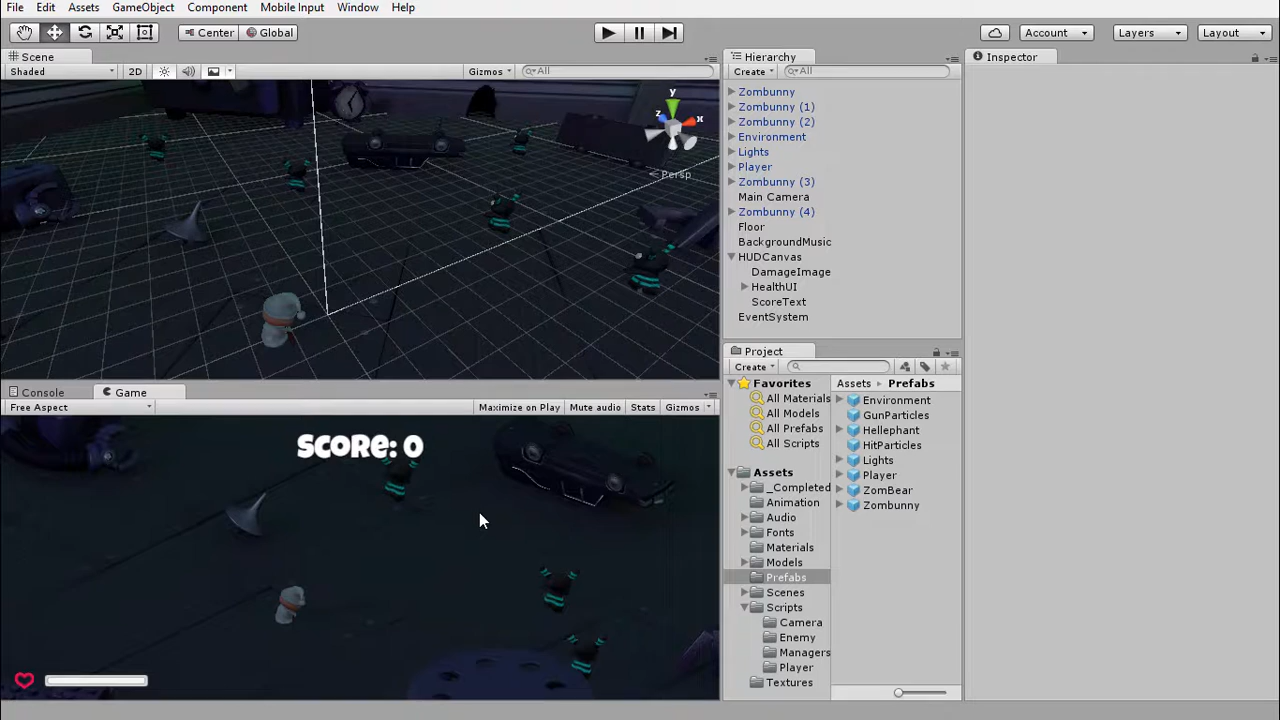 File Edit Assets GameObject Component Mobile Input Window Help
Center Global Account Layers Layout
Scene
Shaded 2D Gizmos All
y
x
z
Persp
Console Game
Free Aspect Maximize on Play Mute audio Stats Gizmos
SCORE: 0
Hierarchy
Create All
Zombunny
Zombunny (1)
Zombunny (2)
Environment
Lights
Player
Zombunny (3)
Main Camera
Zombunny (4)
Floor
BackgroundMusic
HUDCanvas
DamageImage
HealthUI
ScoreText
EventSystem
Project
Create
Favorites
All Materials
All Models
All Prefabs
All Scripts
Assets
_Completed
Animation
Audio
Fonts
Materials
Models
Prefabs
Scenes
Scripts
Camera
Enemy
Managers
Player
Textures
Assets Prefabs
Environment
GunParticles
Hellephant
HitParticles
Lights
Player
ZomBear
Zombunny
Inspector